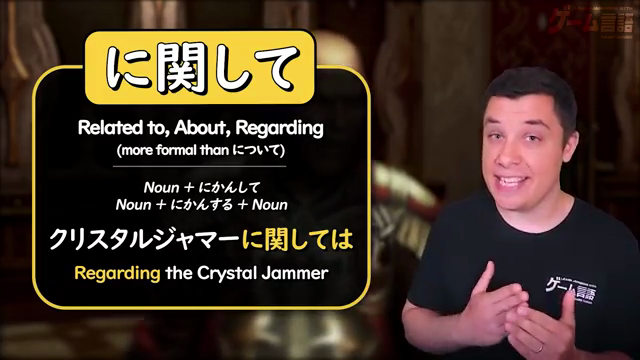 に関して
Related to, About, Regarding
(more formal than について)
Noun + にかんして
Noun + にかんする + Noun
クリスタルジャマーに関しては
Regarding the Crystal Jammer
ゲーム言語
ゲーム言語